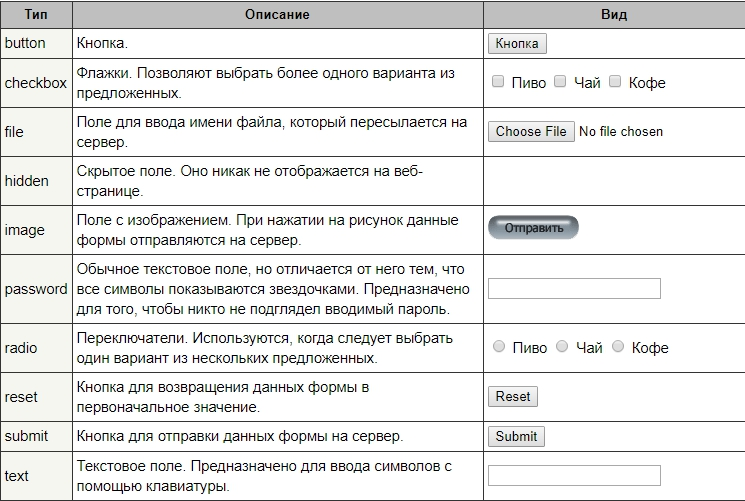 Тип Описание Вид
button Кнопка. Кнопка
checkbox Флажки. Позволяют выбрать более одного варианта из
предложенных.
Пиво Чай Кофе
file Поле для ввода имени файла, который пересылается на
сервер.
Choose File No file chosen
hidden Скрытое поле. Оно никак не отображается на веб-
странице.
image Поле с изображением. При нажатии на рисунок данные
формы отправляются на сервер.
Отправить
password Обычное текстовое поле, но отличается от него тем, что
все символы показываются звездочками. Предназначено
для того, чтобы никто не подглядел вводимый пароль.
radio Переключатели. Используются, когда следует выбрать
один вариант из нескольких предложенных.
Пиво Чай Кофе
reset Кнопка для возвращения данных формы в
первоначальное значение.
Reset
submit Кнопка для отправки данных формы на сервер. Submit
text Текстовое поле. Предназначено для ввода символов с
помощью клавиатуры.